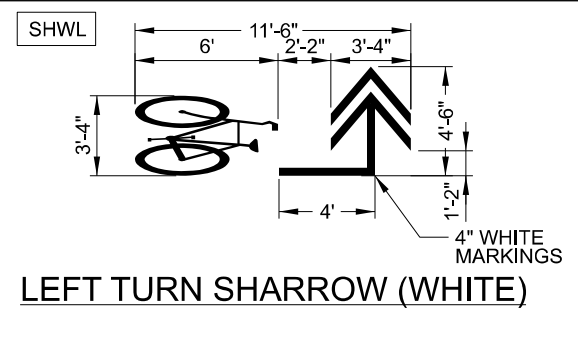 SHWL
11'-6"
6'
2'-2"
3'-4"
3'-4"
4'-6"
1'-2"
4'
4" WHITE
MARKINGS
LEFT TURN SHARROW (WHITE)